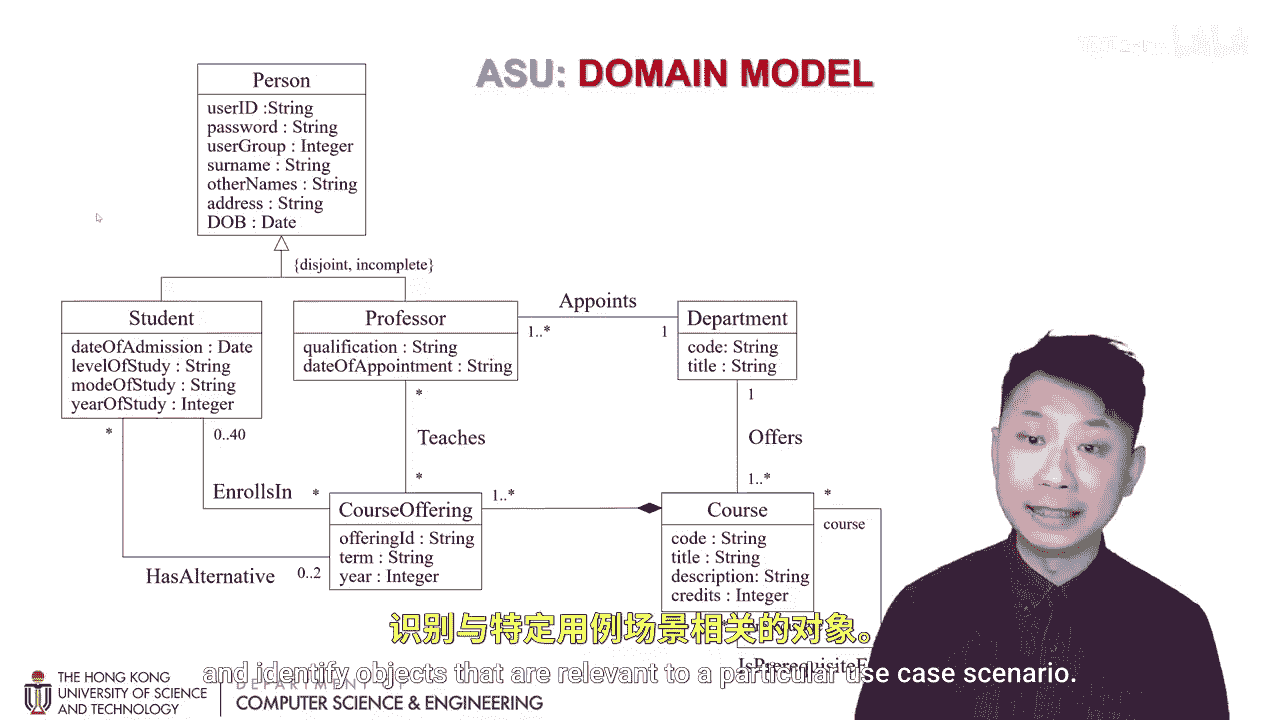 ASU: DOMAIN MODEL
Person
userID :String
password : String
userGroup : Integer
surname : String
otherNames : String
address : String
DOB : Date
{disjoint, incomplete}
Student
dateOfAdmission : Date
levelOfStudy : String
modeOfStudy : String
yearOfStudy : Integer
Professor
qualification : String
dateOfAppointment : String
Appoints
1..*
1
Department
code: String
title : String
*
0..40
EnrollsIn
*
*
Teaches
*
1
Offers
1..*
CourseOffering
offeringId : String
term : String
year : Integer
1..*
Course
code : String
title : String
description: String
credits : Integer
*
course
HasAlternative
0..2
识别与特定用例场景相关的对象。
and identify objects that are relevant to a particular use case scenario.
THE HONG KONG
UNIVERSITY OF SCIENCE
AND TECHNOLOGY
COMPUTER SCIENCE & ENGINEERING